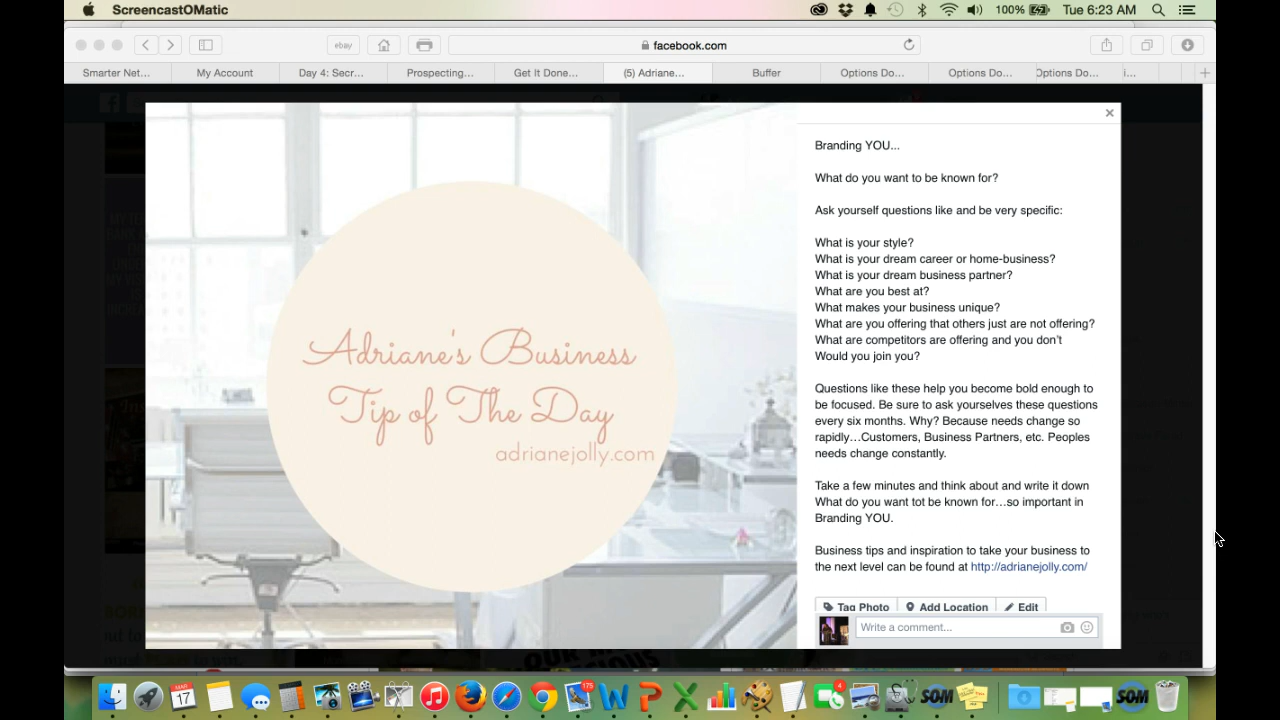 ScreencastOMatic
100%
Tue 6:23 AM
ebay
facebook.com
Smarter Net...
My Account
Day 4: Secr...
Prospecting...
Get It Done...
(5) Adriane...
Buffer
Options Do...
Options Do...
Options Do...
i...
Adriane's Business
Tip of The Day
adrianejolly.com
Branding YOU...
What do you want to be known for?
Ask yourself questions like and be very specific:
What is your style?
What is your dream career or home-business?
What is your dream business partner?
What are you best at?
What makes your business unique?
What are you offering that others just are not offering?
What are competitors are offering and you don't
Would you join you?
Questions like these help you become bold enough to
be focused. Be sure to ask yourselves these questions
every six months. Why? Because needs change so
rapidly…Customers, Business Partners, etc. Peoples
needs change constantly.
Take a few minutes and think about and write it down
What do you want tot be known for…so important in
Branding YOU.
Business tips and inspiration to take your business to
the next level can be found at http://adrianejolly.com/
Tag Photo
Add Location
Edit
Write a comment...
MAR
17
175
4
SOM
SOM